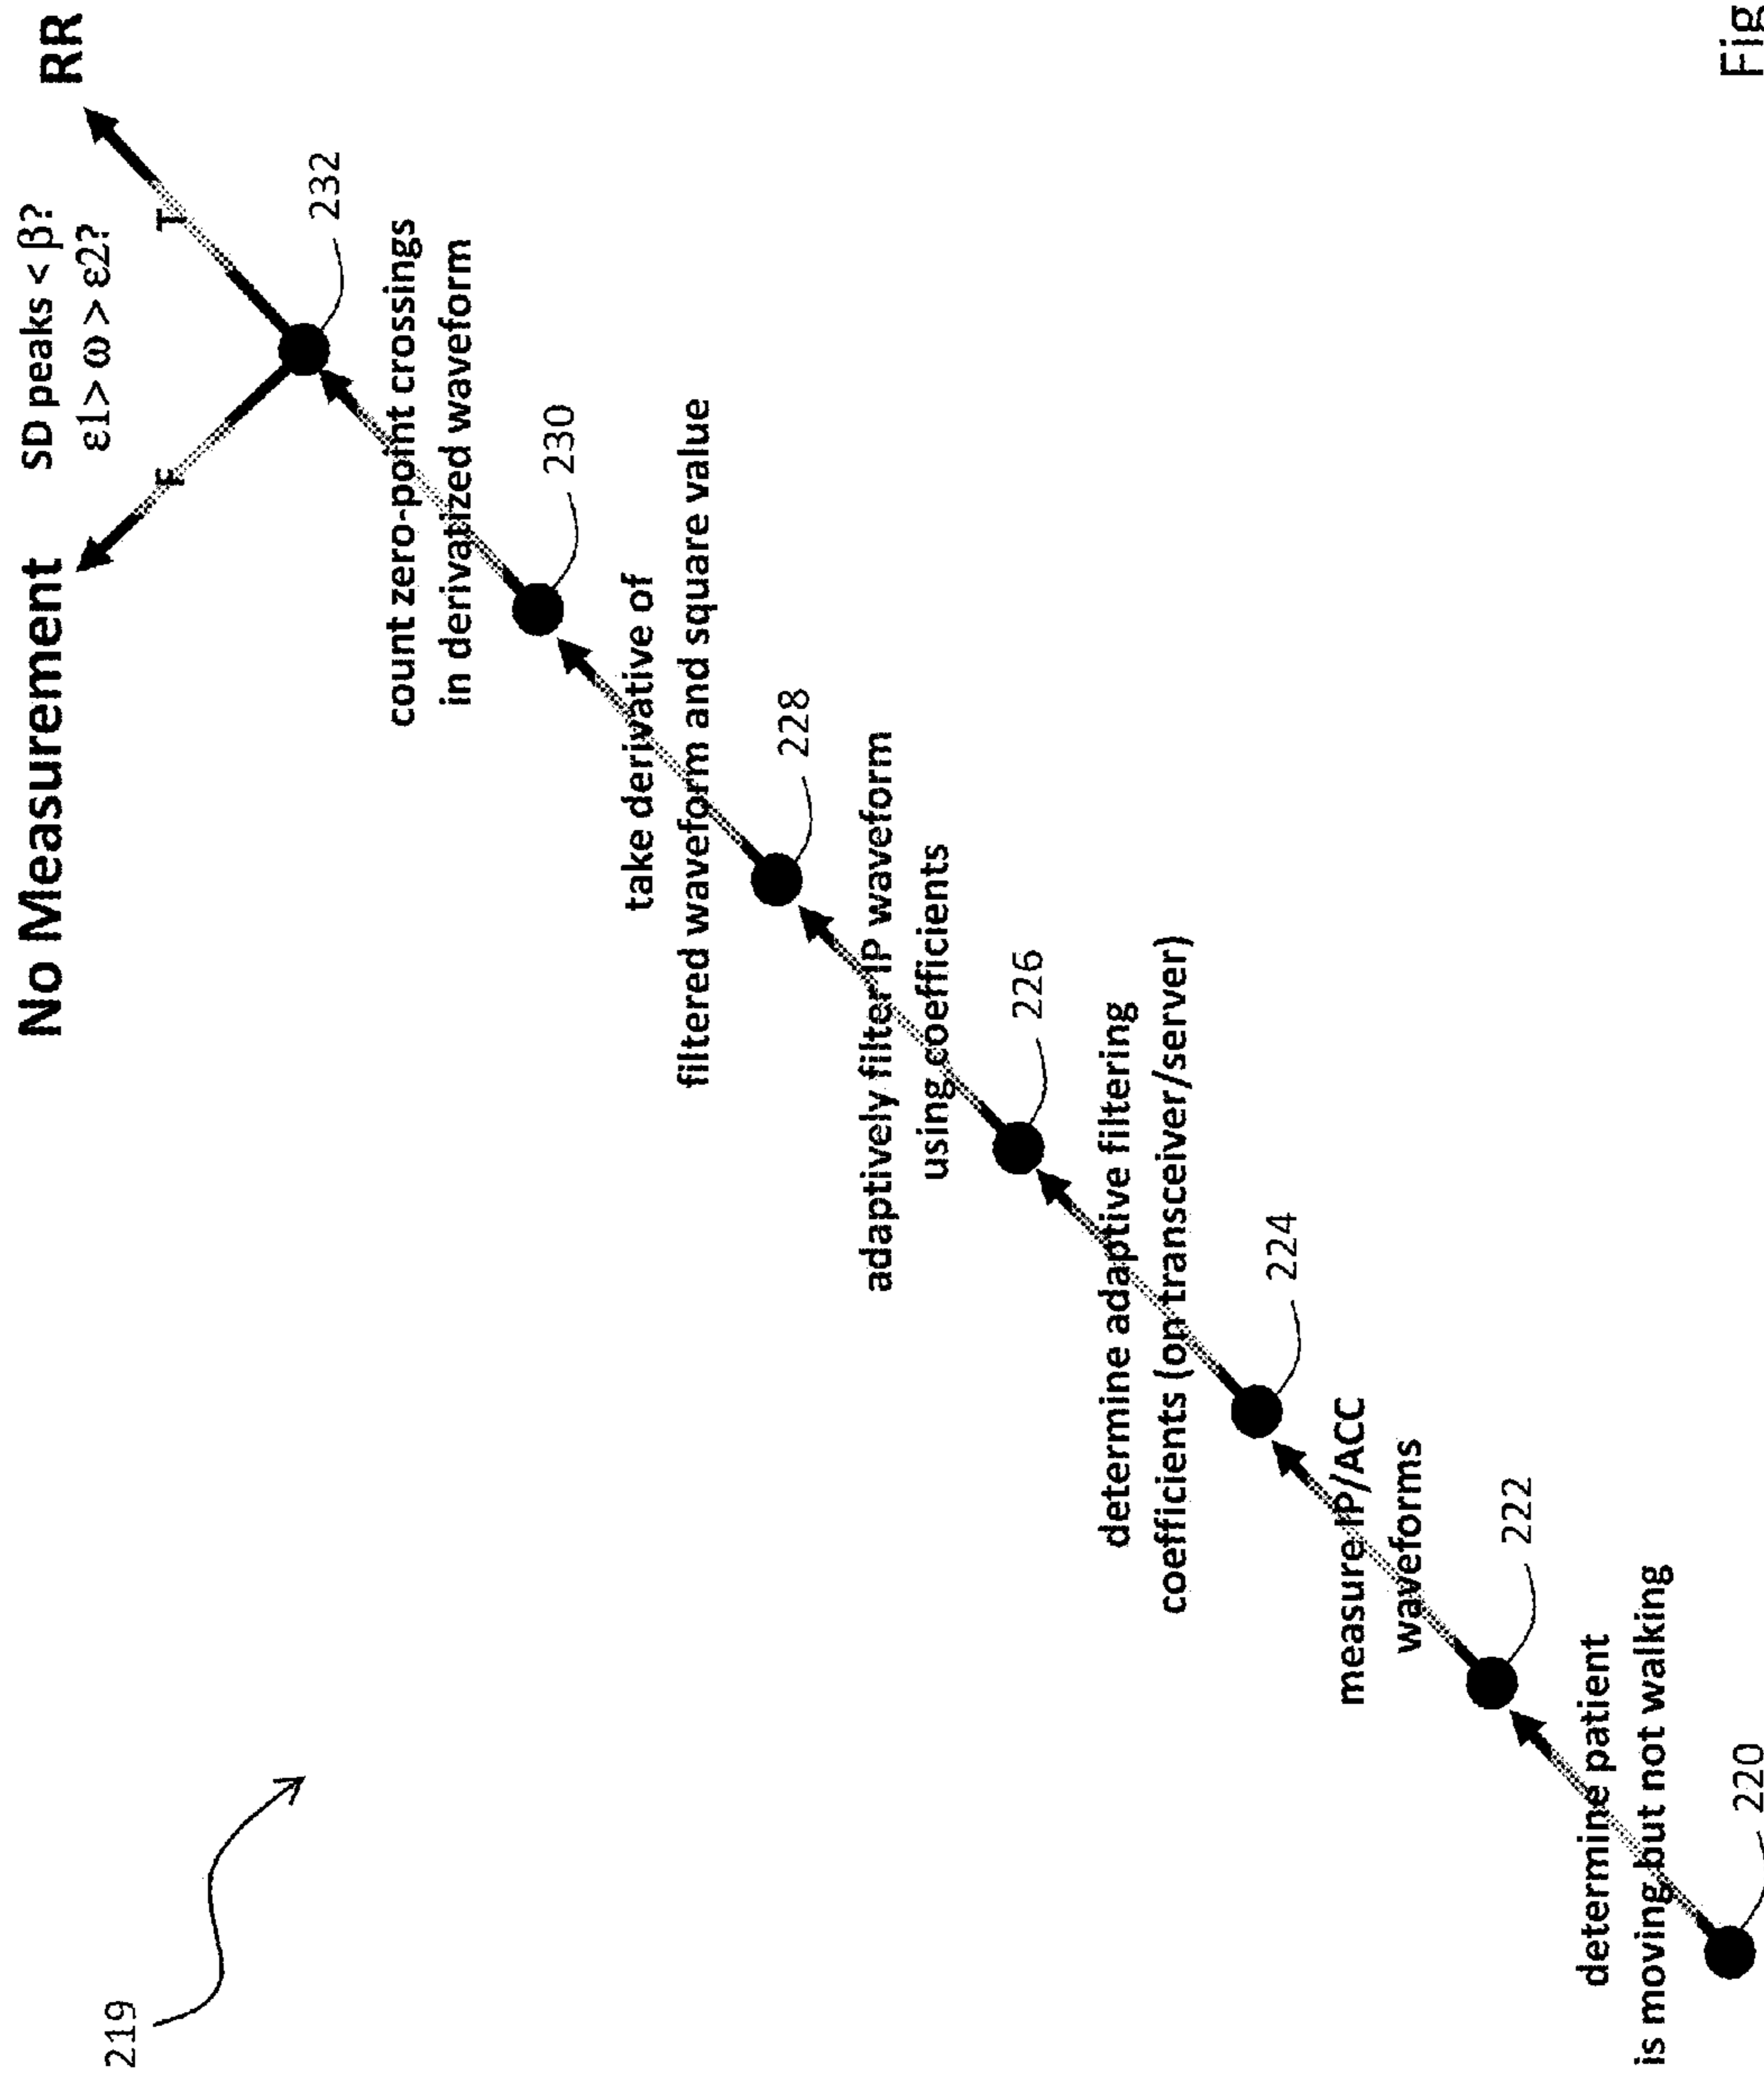 219
No Measurement
SD peaks < β?
ε1 > ω > ε2?
RR
F
T
232
count zero-point crossings
in derivatized waveform
230
take derivative of
filtered waveform and square value
228
adaptively filter IP waveform
using coefficients
226
determine adaptive filtering
coefficients (on transceiver/server)
224
measure IP/ACC
waveforms
222
determine patient
is moving but not walking
220
Fig